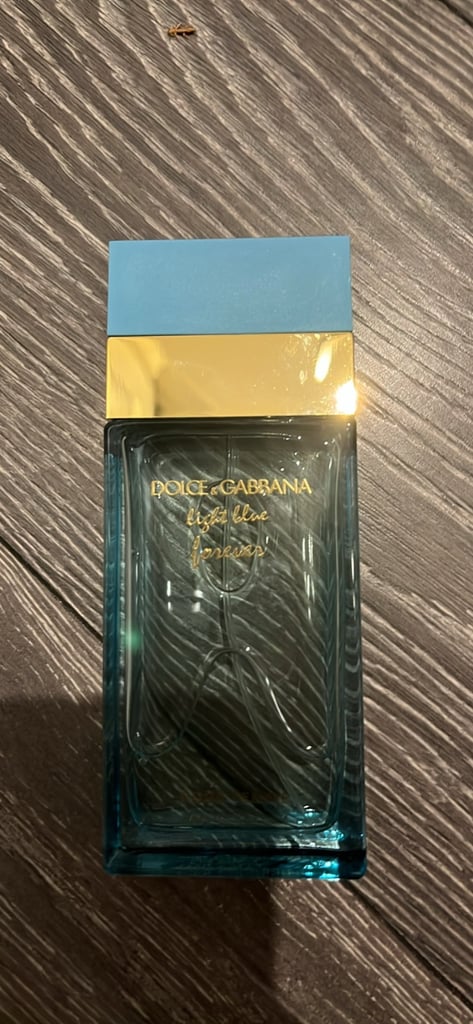 DOLCE & GABBANA
light blue
forever